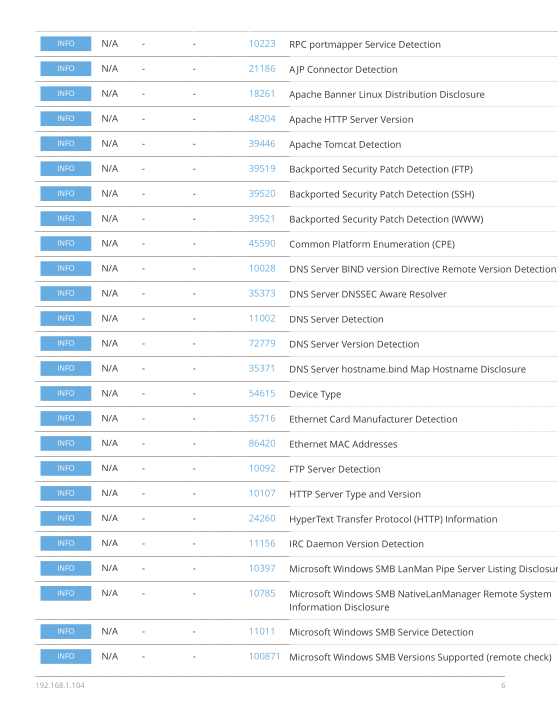 INFO N/A - - 10223 RPC portmapper Service Detection
INFO N/A - - 21186 AJP Connector Detection
INFO N/A - - 18261 Apache Banner Linux Distribution Disclosure
INFO N/A - - 48204 Apache HTTP Server Version
INFO N/A - - 39446 Apache Tomcat Detection
INFO N/A - - 39519 Backported Security Patch Detection (FTP)
INFO N/A - - 39520 Backported Security Patch Detection (SSH)
INFO N/A - - 39521 Backported Security Patch Detection (WWW)
INFO N/A - - 45590 Common Platform Enumeration (CPE)
INFO N/A - - 10028 DNS Server BIND version Directive Remote Version Detection
INFO N/A - - 35373 DNS Server DNSSEC Aware Resolver
INFO N/A - - 11002 DNS Server Detection
INFO N/A - - 72779 DNS Server Version Detection
INFO N/A - - 35371 DNS Server hostname.bind Map Hostname Disclosure
INFO N/A - - 54615 Device Type
INFO N/A - - 35716 Ethernet Card Manufacturer Detection
INFO N/A - - 86420 Ethernet MAC Addresses
INFO N/A - - 10092 FTP Server Detection
INFO N/A - - 10107 HTTP Server Type and Version
INFO N/A - - 24260 HyperText Transfer Protocol (HTTP) Information
INFO N/A - - 11156 IRC Daemon Version Detection
INFO N/A - - 10397 Microsoft Windows SMB LanMan Pipe Server Listing Disclosur
INFO N/A - - 10785 Microsoft Windows SMB NativeLanManager Remote System
Information Disclosure
INFO N/A - - 11011 Microsoft Windows SMB Service Detection
INFO N/A - - 100871 Microsoft Windows SMB Versions Supported (remote check)
192.168.1.104 6